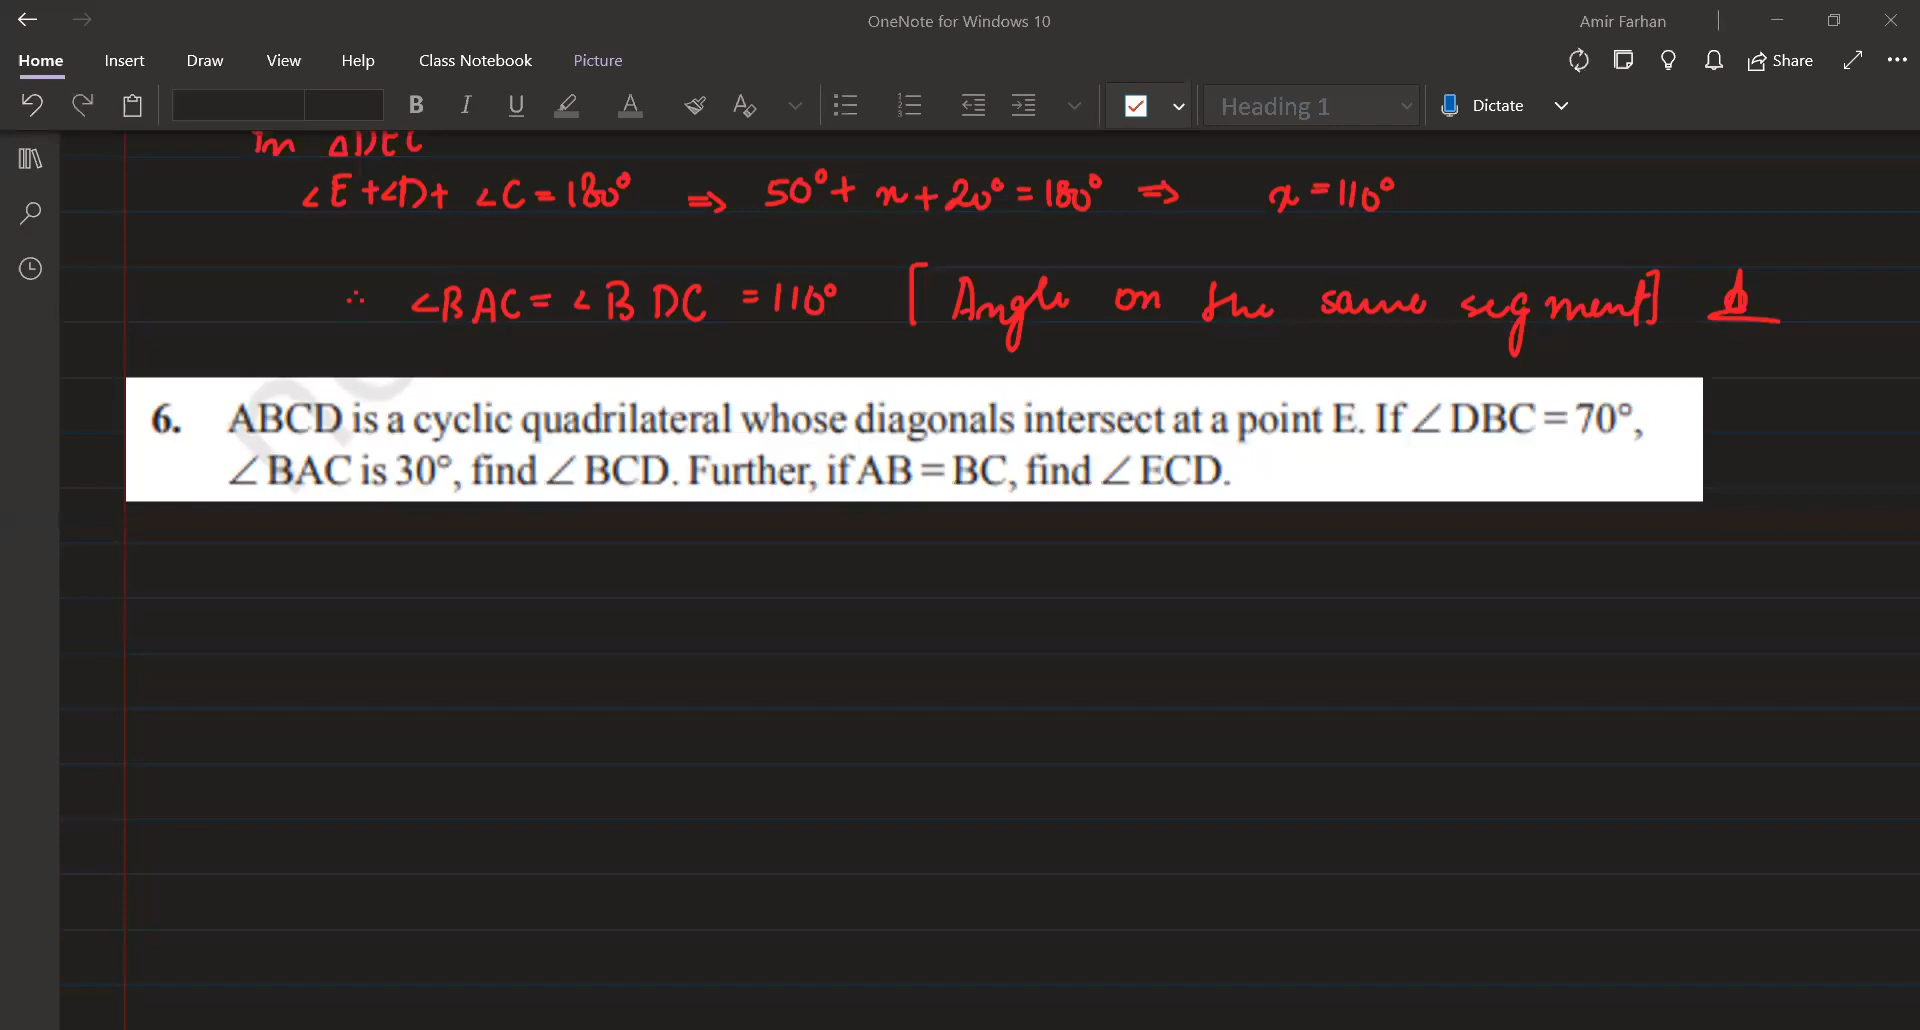 OneNote for Windows 10
Amir Farhan
Home Insert Draw View Help Class Notebook Picture
Share
B I U A A Heading 1 Dictate
In ΔDEC
∠E+∠D+ ∠C=180° ⇒ 50°+ x+20°=180° ⇒ x=110°
∴ ∠BAC= ∠BDC =110° [Angle on the same segment]
6. ABCD is a cyclic quadrilateral whose diagonals intersect at a point E. If ∠ DBC = 70°,
∠ BAC is 30°, find ∠ BCD. Further, if AB = BC, find ∠ ECD.